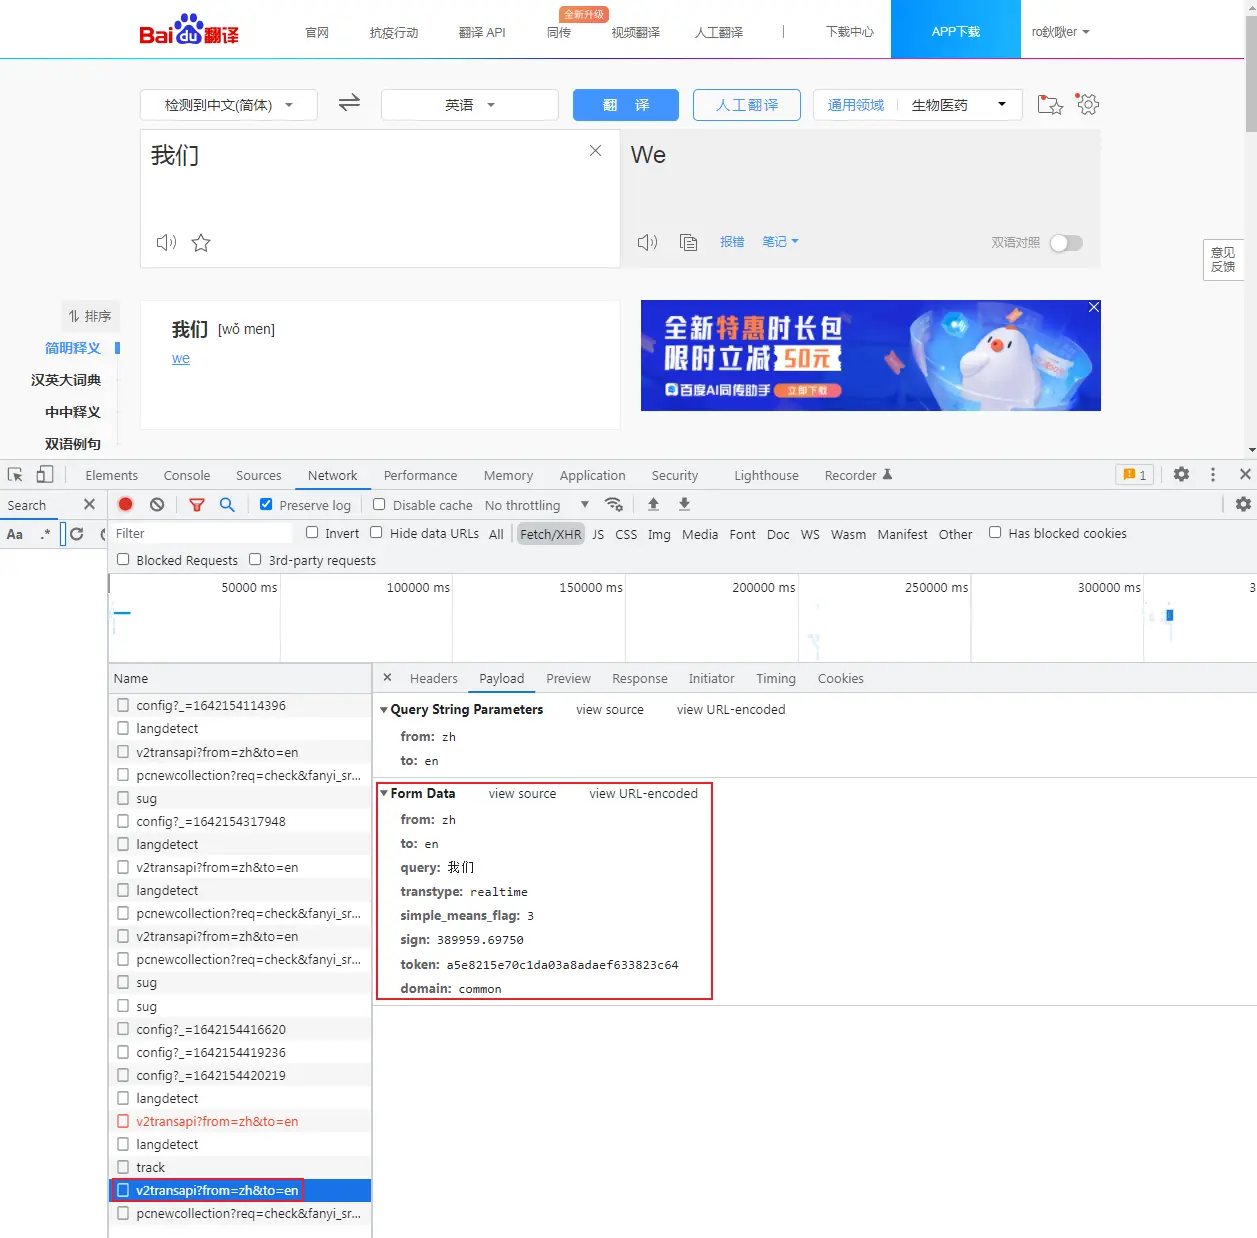 Baidu翻译 官网 抗疫行动 翻译 API 同传 全新升级 视频翻译 人工翻译 | 下载中心 APP下载 ro欤欤er
检测到中文(简体) 英语 翻 译 人工翻译 通用领域 生物医药
我们 We
报错 笔记 双语对照
意见
反馈
排序
简明释义
汉英大词典
中中释义
双语例句
我们 [wǒ men]
we
全新特惠时长包
限时立减50元
百度AI同传助手 立即下载
Elements Console Sources Network Performance Memory Application Security Lighthouse Recorder 1
Search Preserve log Disable cache No throttling
Aa .* Filter Invert Hide data URLs All Fetch/XHR JS CSS Img Media Font Doc WS Wasm Manifest Other Has blocked cookies
Blocked Requests 3rd-party requests
50000 ms 100000 ms 150000 ms 200000 ms 250000 ms 300000 ms 3
Name
config?_=1642154114396
langdetect
v2transapi?from=zh&to=en
pcnewcollection?req=check&fanyi_sr...
sug
config?_=1642154317948
langdetect
v2transapi?from=zh&to=en
langdetect
pcnewcollection?req=check&fanyi_sr...
v2transapi?from=zh&to=en
pcnewcollection?req=check&fanyi_sr...
sug
sug
config?_=1642154416620
config?_=1642154419236
config?_=1642154420219
langdetect
v2transapi?from=zh&to=en
langdetect
track
v2transapi?from=zh&to=en
pcnewcollection?req=check&fanyi_sr...
Headers Payload Preview Response Initiator Timing Cookies
Query String Parameters view source view URL-encoded
from: zh
to: en
Form Data view source view URL-encoded
from: zh
to: en
query: 我们
transtype: realtime
simple_means_flag: 3
sign: 389959.69750
token: a5e8215e70c1da03a8adaef633823c64
domain: common